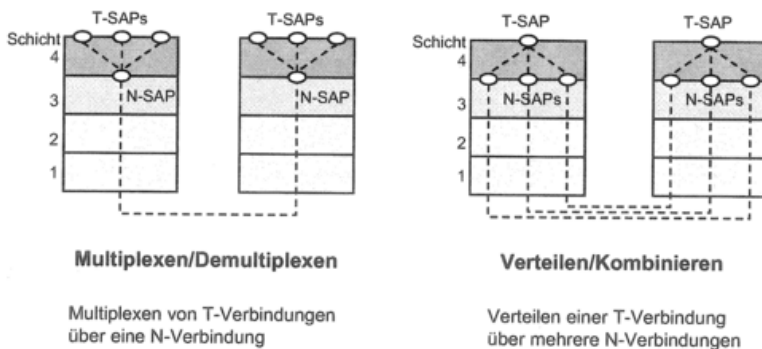 T-SAPs
T-SAPs
Schicht
4
3
N-SAP
N-SAP
2
1
Multiplexen/Demultiplexen
Multiplexen von T-Verbindungen
über eine N-Verbindung
T-SAP
T-SAP
Schicht
4
3
N-SAPs
N-SAPs
2
1
Verteilen/Kombinieren
Verteilen einer T-Verbindung
über mehrere N-Verbindungen